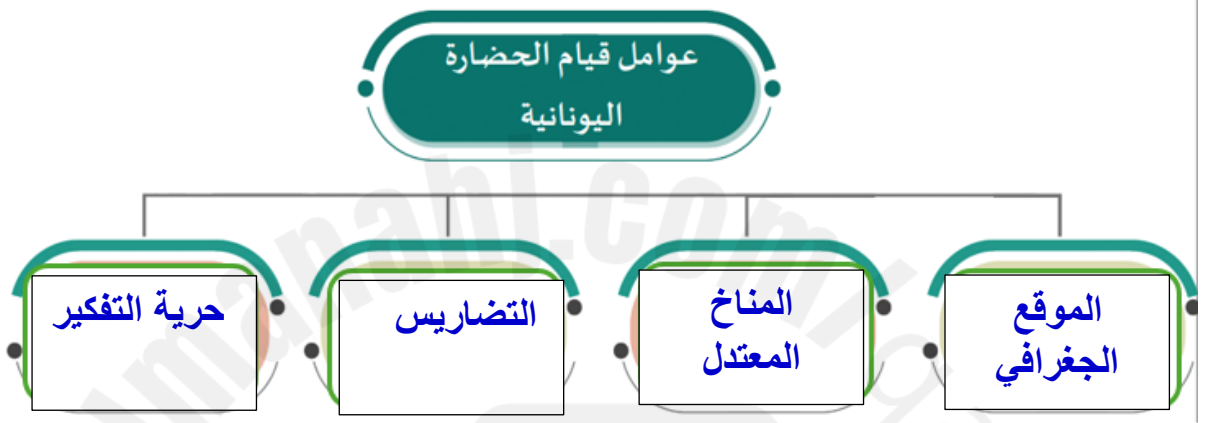 عوامل قيام الحضارة
اليونانية
الموقع
الجغرافي
المناخ
المعتدل
التضاريس
حرية التفكير